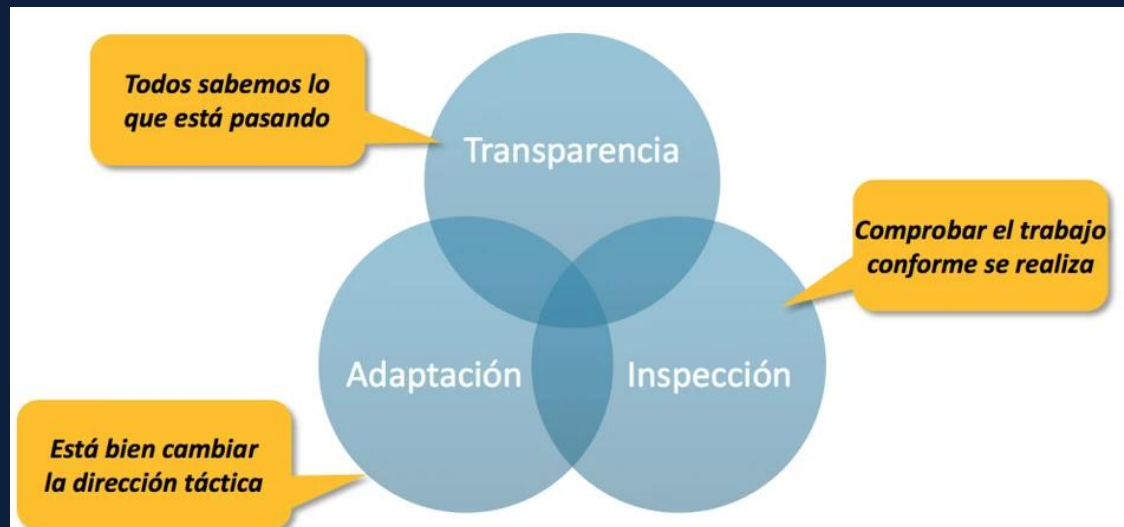 Todos sabemos lo
que está pasando
Transparencia
Comprobar el trabajo
conforme se realiza
Adaptación
Inspección
Está bien cambiar
la dirección táctica